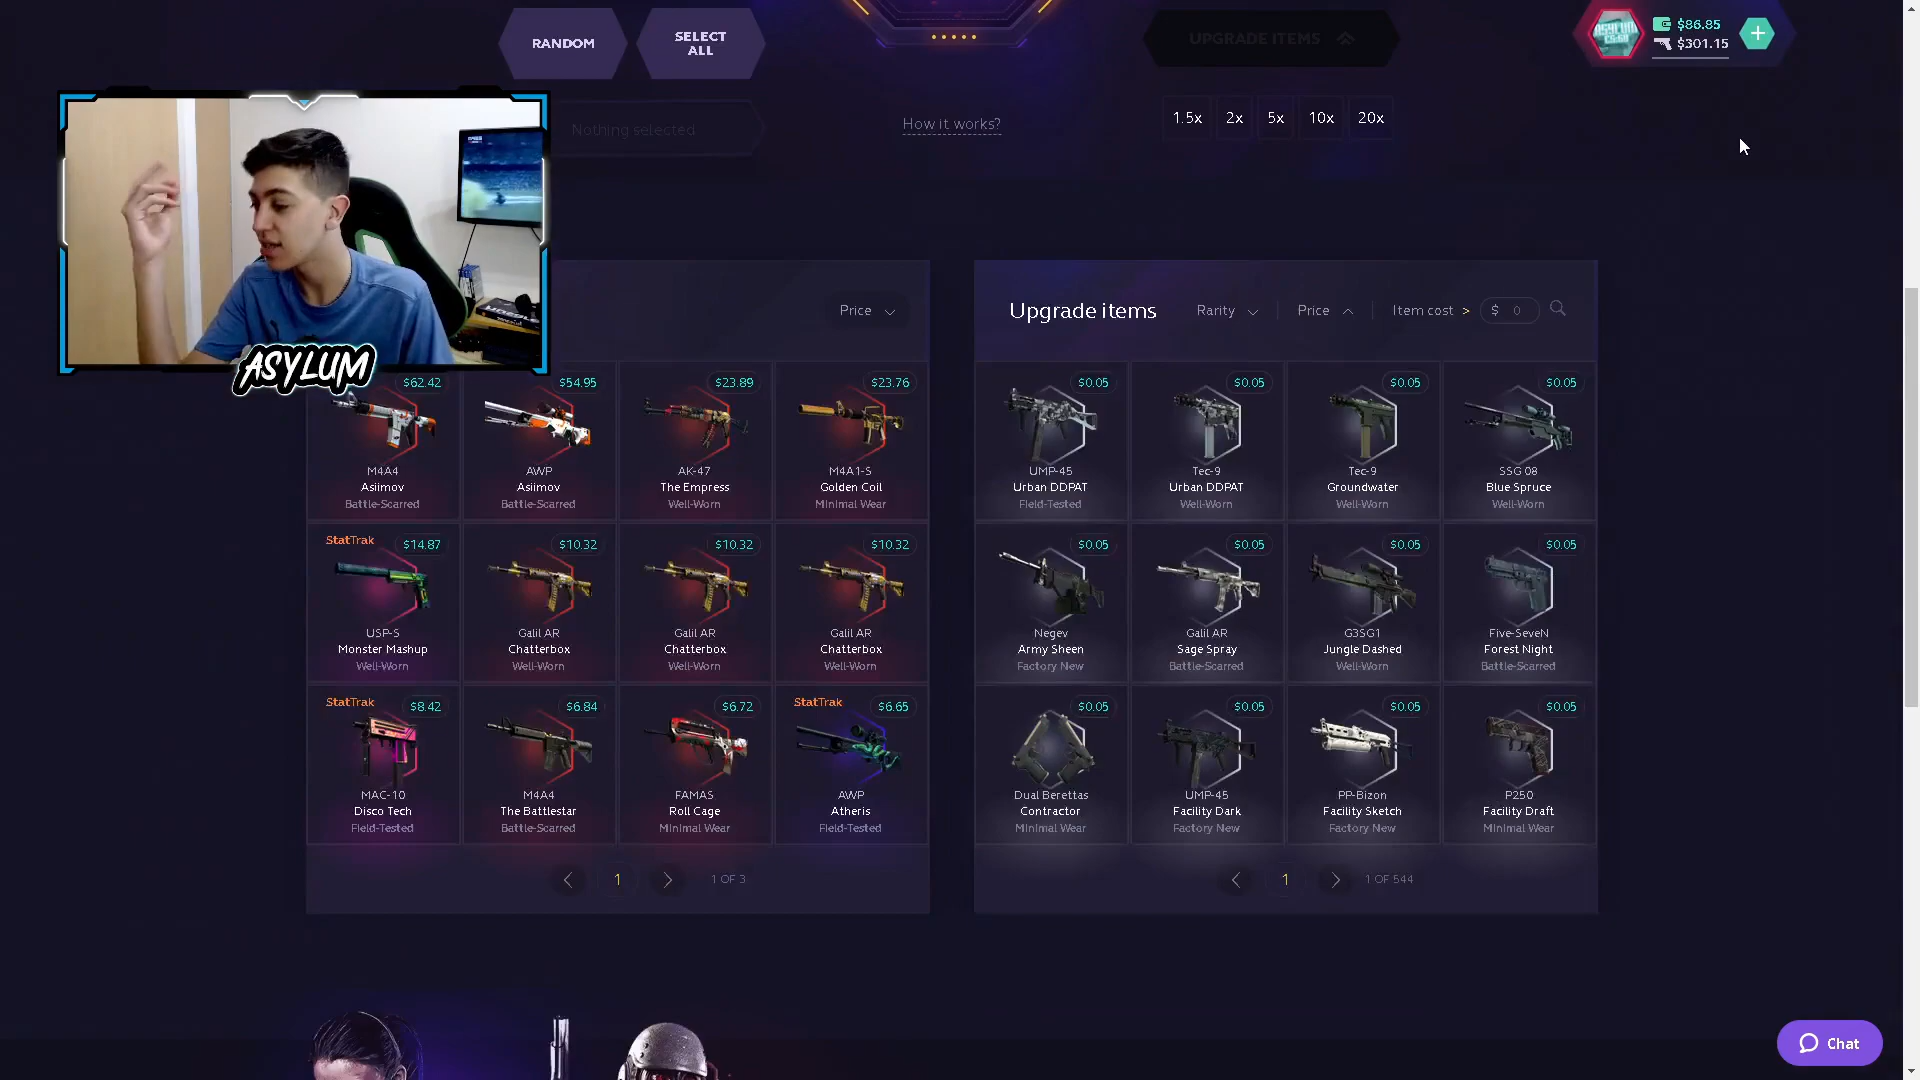 RANDOM
SELECT
ALL
UPGRADE ITEMS
$86.85
$301.15
Nothing selected
How it works?
1.5x 2x 5x 10x 20x
ASYLUM
Price
$62.42
M4A4
Asiimov
Battle-Scarred
$54.95
AWP
Asiimov
Battle-Scarred
$23.89
AK-47
The Empress
Well-Worn
$23.76
M4A1-S
Golden Coil
Minimal Wear
StatTrak $14.87
USP-S
Monster Mashup
Well-Worn
$10.32
Galil AR
Chatterbox
Well-Worn
$10.32
Galil AR
Chatterbox
Well-Worn
$10.32
Galil AR
Chatterbox
Well-Worn
StatTrak $8.42
MAC-10
Disco Tech
Field-Tested
$6.84
M4A4
The Battlestar
Battle-Scarred
$6.72
FAMAS
Roll Cage
Minimal Wear
StatTrak $6.65
AWP
Atheris
Field-Tested
1 1 OF 3
Upgrade items Rarity Price Item cost > $ 0
$0.05
UMP-45
Urban DDPAT
Field-Tested
$0.05
Tec-9
Urban DDPAT
Well-Worn
$0.05
Tec-9
Groundwater
Well-Worn
$0.05
SSG 08
Blue Spruce
Well-Worn
$0.05
Negev
Army Sheen
Factory New
$0.05
Galil AR
Sage Spray
Battle-Scarred
$0.05
G3SG1
Jungle Dashed
Well-Worn
$0.05
Five-SeveN
Forest Night
Battle-Scarred
$0.05
Dual Berettas
Contractor
Minimal Wear
$0.05
UMP-45
Facility Dark
Factory New
$0.05
PP-Bizon
Facility Sketch
Factory New
$0.05
P250
Facility Draft
Minimal Wear
1 1 OF 544
Chat